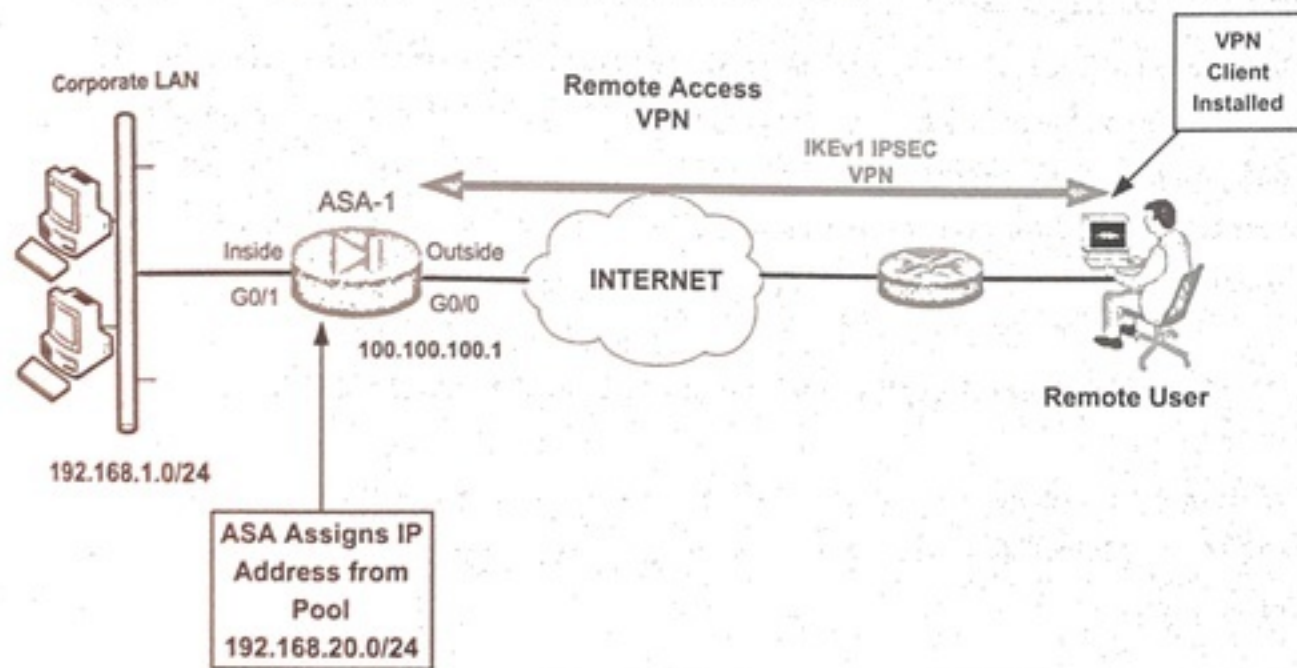 VPN
Client
Installed
Corporate LAN
Remote Access
VPN
IKEv1 IPSEC
VPN
ASA-1
Inside
Outside
INTERNET
G0/1
G0/0
100.100.100.1
Remote User
192.168.1.0/24
ASA Assigns IP
Address from
Pool
192.168.20.0/24